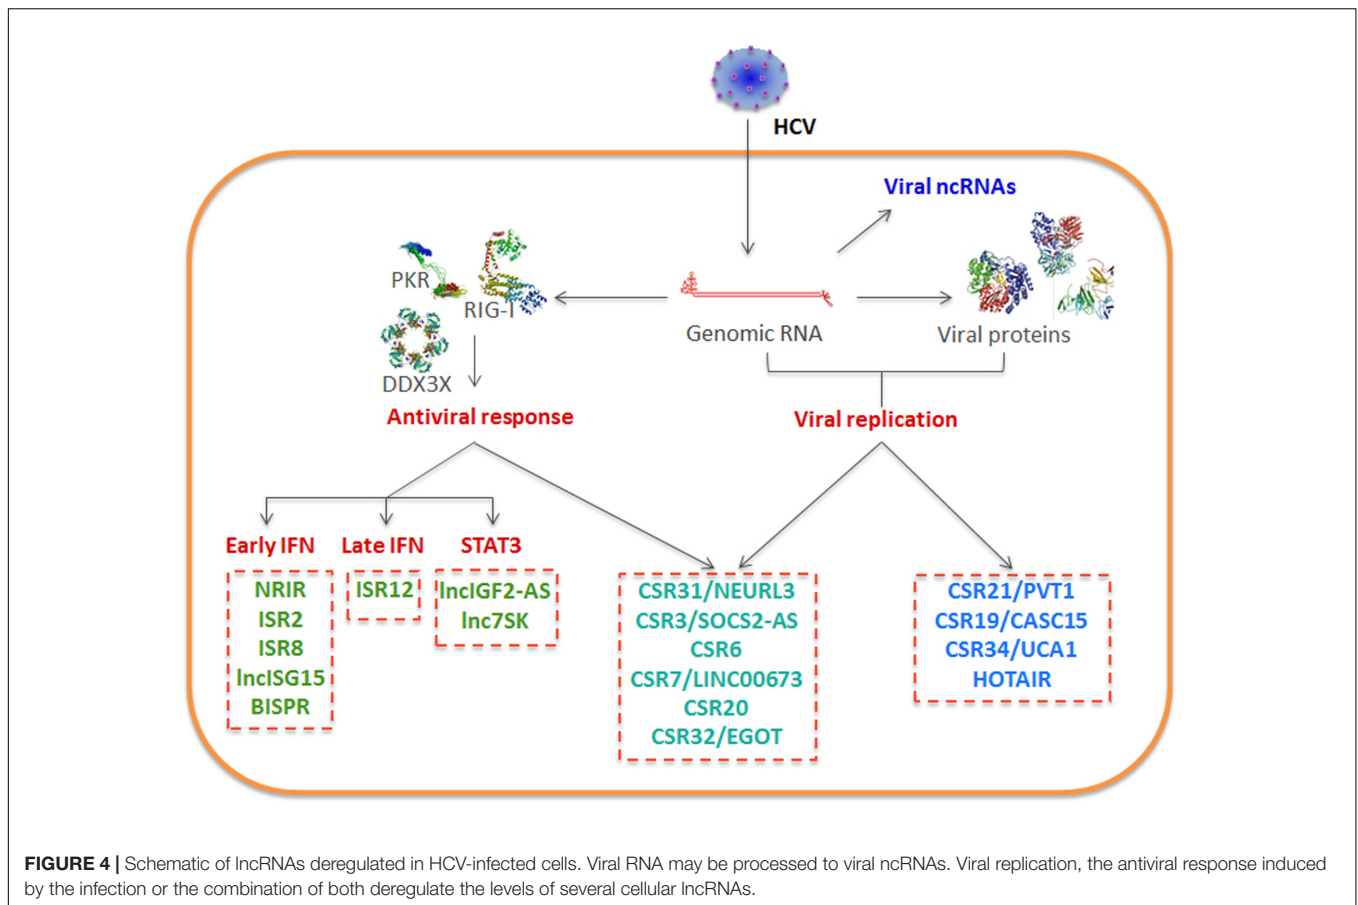 HCV
Viral ncRNAs
PKR
RIG-I
DDX3X
Genomic RNA
Viral proteins
Antiviral response
Viral replication
Early IFN
NRIR
ISR2
ISR8
lncISG15
BISPR
Late IFN
ISR12
STAT3
lncIGF2-AS
lnc7SK
CSR31/NEURL3
CSR3/SOCS2-AS
CSR6
CSR7/LINC00673
CSR20
CSR32/EGOT
CSR21/PVT1
CSR19/CASC15
CSR34/UCA1
HOTAIR
FIGURE 4 | Schematic of lncRNAs deregulated in HCV-infected cells. Viral RNA may be processed to viral ncRNAs. Viral replication, the antiviral response induced
by the infection or the combination of both deregulate the levels of several cellular lncRNAs.